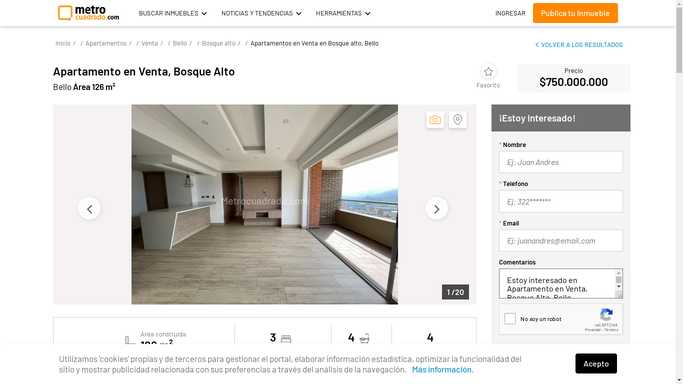 metro
cuadrado.com
BUSCAR INMUEBLES
NOTICIAS Y TENDENCIAS
HERRAMIENTAS
INGRESAR
Publica tu Inmueble
Inicio / / Apartamentos / / Venta / / Bello / / Bosque alto / / Apartamentos en Venta en Bosque alto, Bello
VOLVER A LOS RESULTADOS
Apartamento en Venta, Bosque Alto
Bello Área 126 m²
Favorito
Precio
$750.000.000
Metrocuadrado.com
1 / 20
¡Estoy Interesado!
* Nombre
Ej: Juan Andres
* Teléfono
Ej: 322*******
* Email
Ej: juanandres@email.com
Comentarios
Estoy interesado en
Apartamento en Venta,
Bosque Alto, Bello
No soy un robot
reCAPTCHA
Privacidad - Términos
Área construida
m²
3
4
4
Utilizamos 'cookies' propias y de terceros para gestionar el portal, elaborar información estadística, optimizar la funcionalidad del
sitio y mostrar publicidad relacionada con sus preferencias a través del análisis de la navegación. Más información.
Acepto